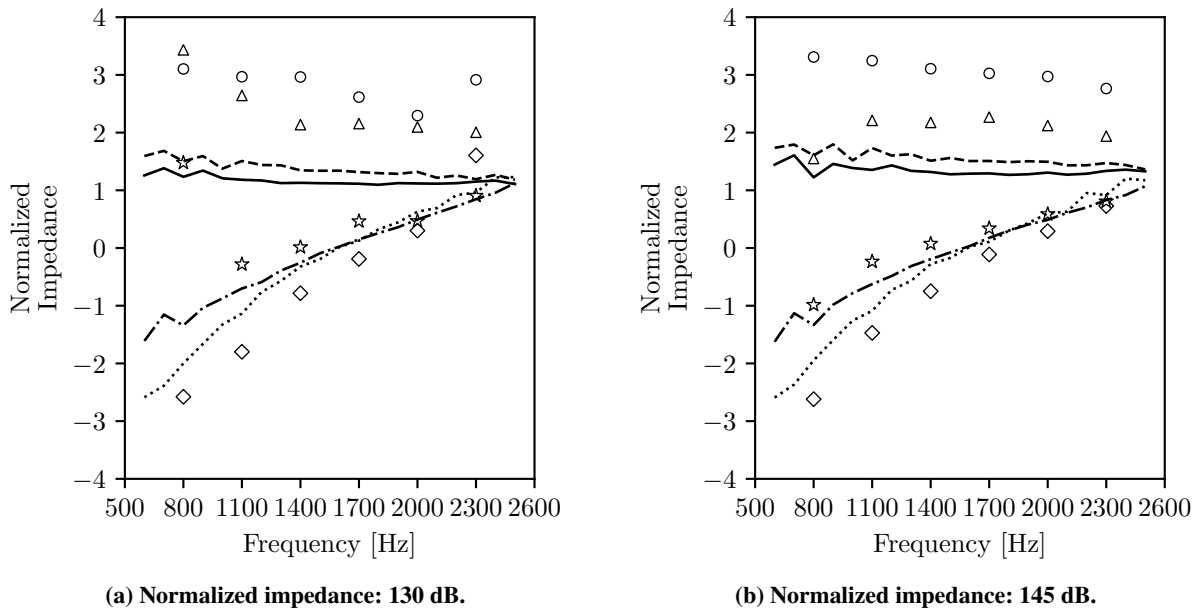 4
3
2
1
0
−1
−2
−3
−4
Normalized
Impedance
500 800 1100 1400 1700 2000 2300 2600
Frequency [Hz]
(a) Normalized impedance: 130 dB.
4
3
2
1
0
−1
−2
−3
−4
Normalized
Impedance
500 800 1100 1400 1700 2000 2300 2600
Frequency [Hz]
(b) Normalized impedance: 145 dB.